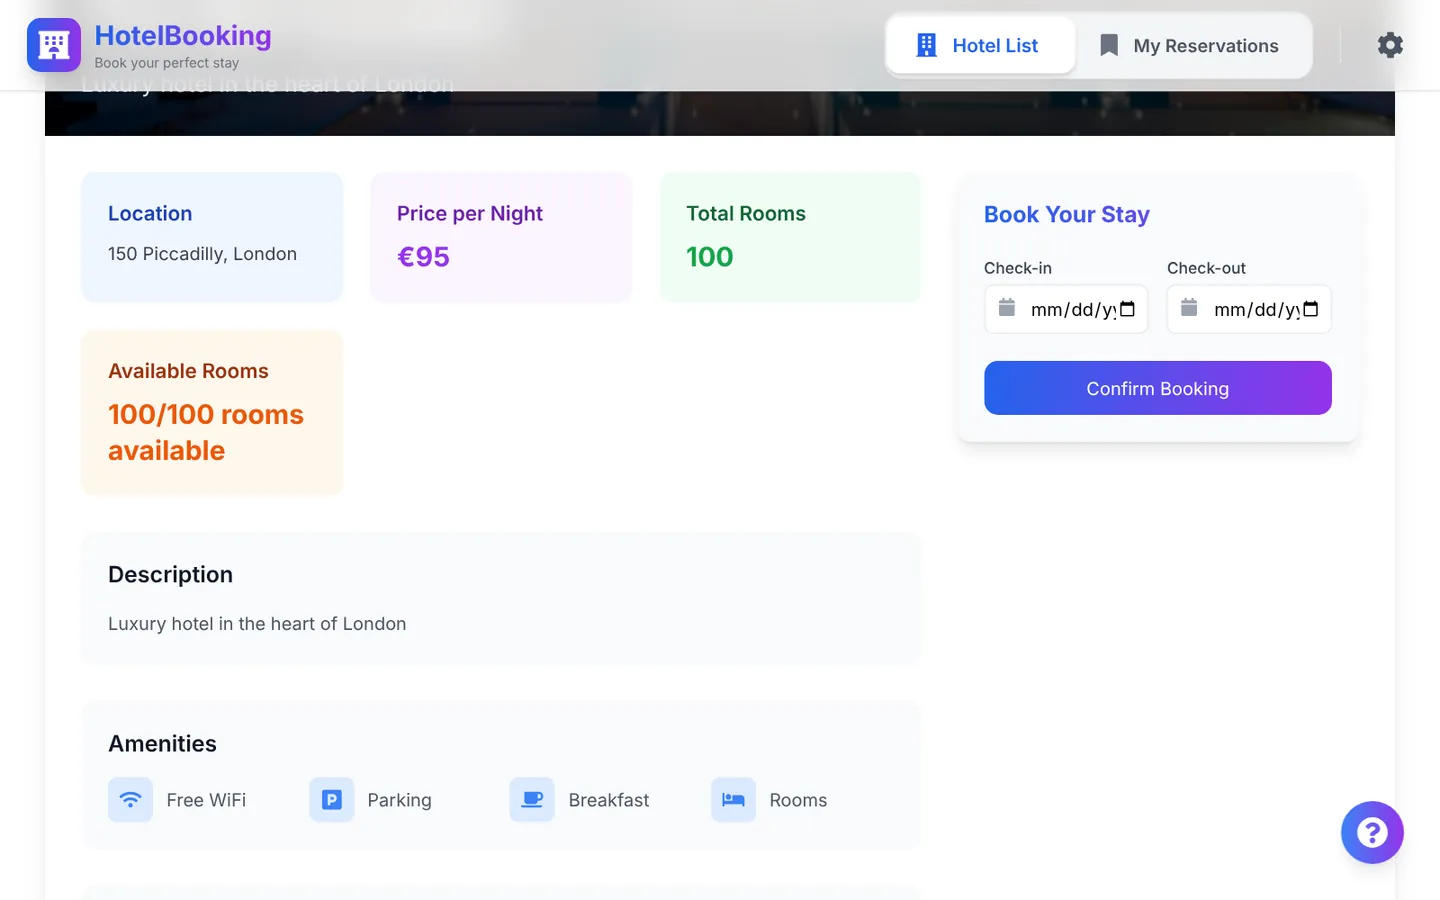 HotelBooking
Book your perfect stay
Hotel List
My Reservations
Luxury hotel in the heart of London
Location
150 Piccadilly, London
Price per Night
€95
Total Rooms
100
Available Rooms
100/100 rooms
available
Book Your Stay
Check-in
Check-out
mm/dd/yy
mm/dd/yy
Confirm Booking
Description
Luxury hotel in the heart of London
Amenities
Free WiFi
Parking
Breakfast
Rooms